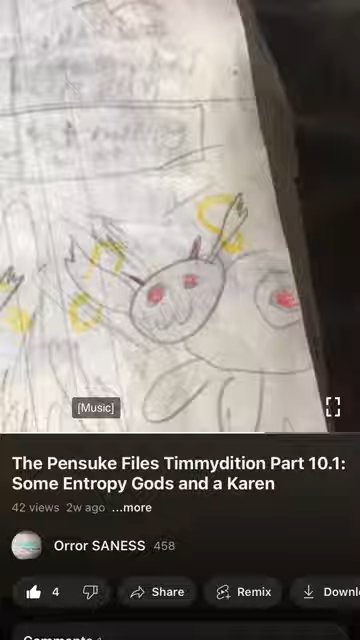 [Music]
The Pensuke Files Timmydition Part 10.1:
Some Entropy Gods and a Karen
42 views 2w ago ...more
Orror SANESS 458
4 Share Remix